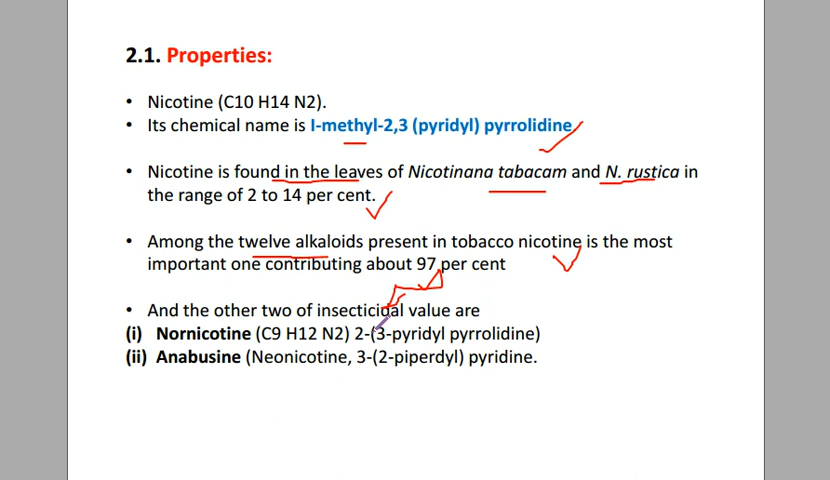 2.1. Properties:
• Nicotine (C10 H14 N2).
• Its chemical name is I-methyl-2,3 (pyridyl) pyrrolidine
• Nicotine is found in the leaves of Nicotinana tabacam and N. rustica in
the range of 2 to 14 per cent.
• Among the twelve alkaloids present in tobacco nicotine is the most
important one contributing about 97 per cent
• And the other two of insecticidal value are
(i) Nornicotine (C9 H12 N2) 2-(3-pyridyl pyrrolidine)
(ii) Anabusine (Neonicotine, 3-(2-piperdyl) pyridine.